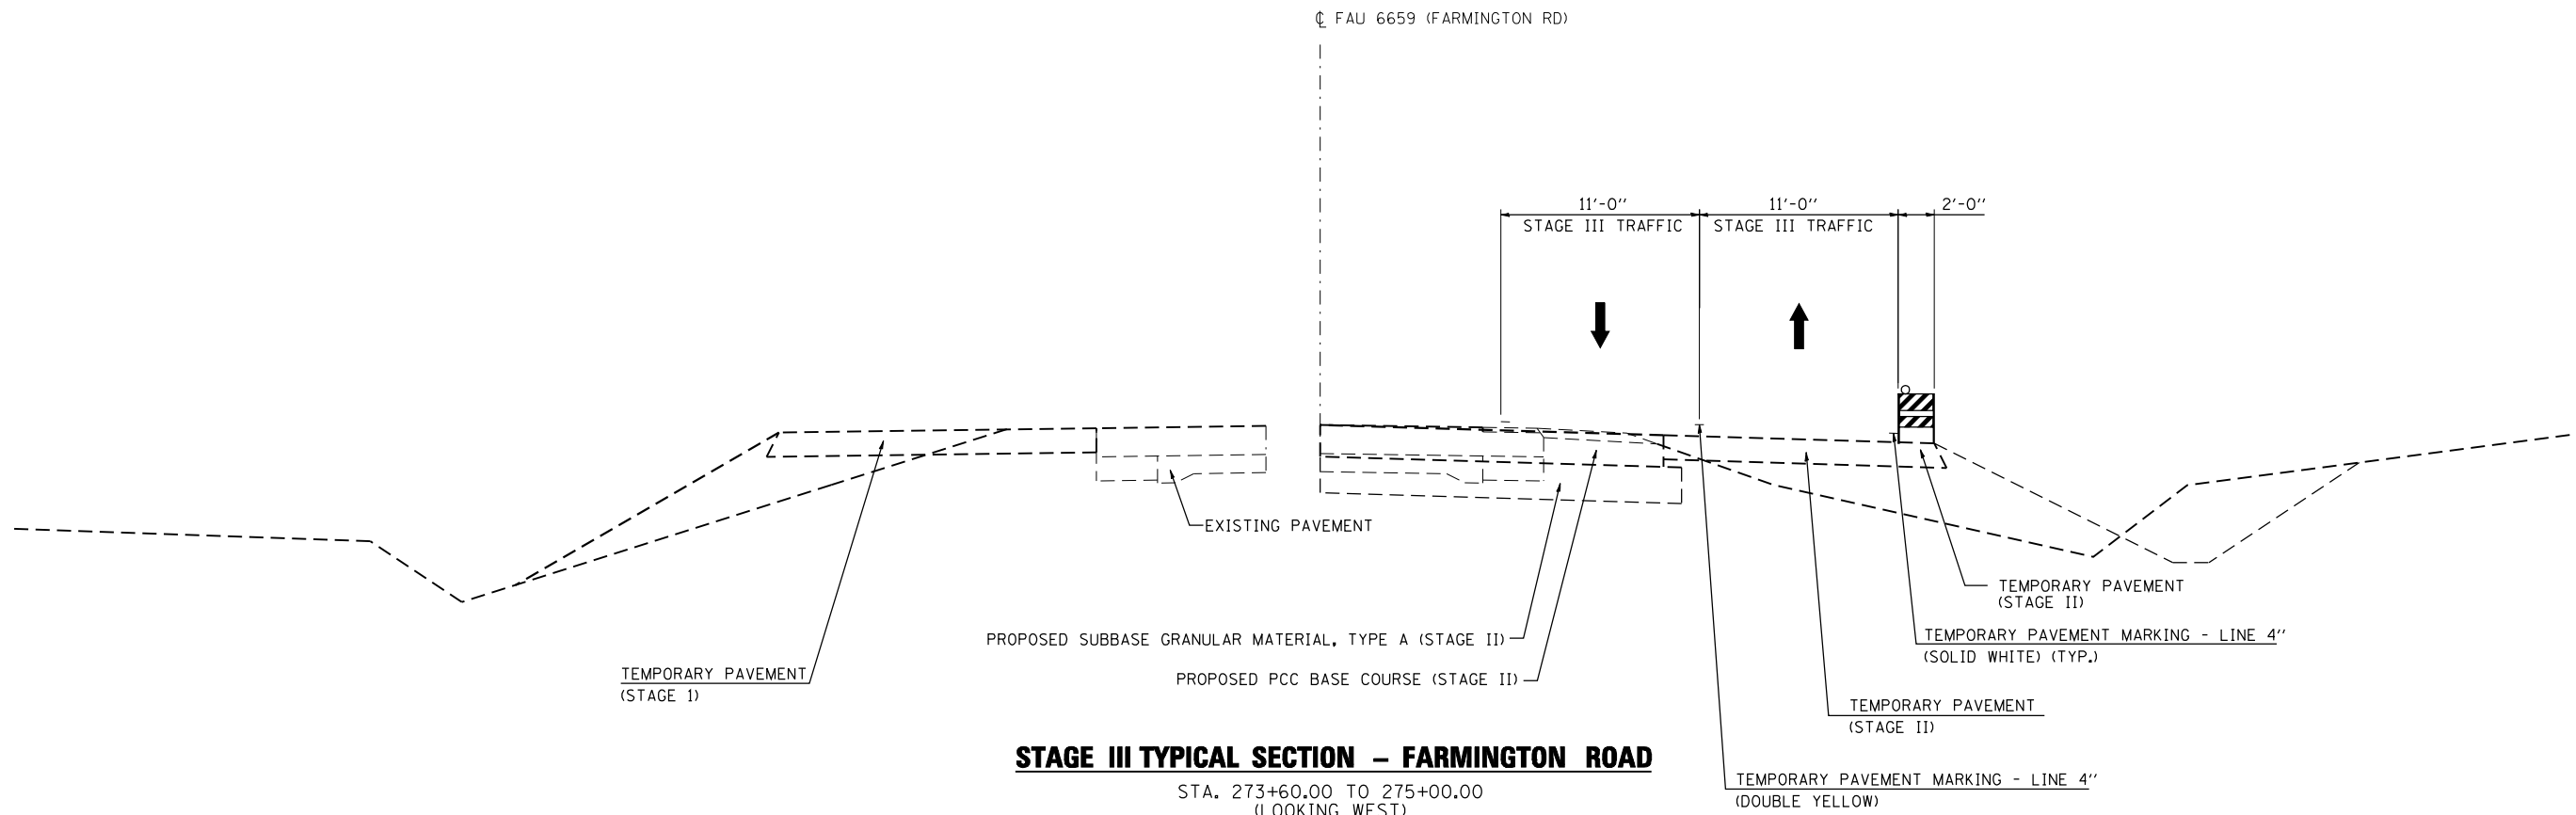 ℄ FAU 6659 (FARMINGTON RD)
11'-0''
STAGE III TRAFFIC
11'-0''
STAGE III TRAFFIC
2'-0''
EXISTING PAVEMENT
TEMPORARY PAVEMENT
(STAGE II)
PROPOSED SUBBASE GRANULAR MATERIAL, TYPE A (STAGE II)
TEMPORARY PAVEMENT MARKING - LINE 4''
(SOLID WHITE) (TYP.)
TEMPORARY PAVEMENT
(STAGE 1)
PROPOSED PCC BASE COURSE (STAGE II)
TEMPORARY PAVEMENT
(STAGE II)
STAGE III TYPICAL SECTION - FARMINGTON ROAD
STA. 273+60.00 TO 275+00.00
(LOOKING WEST)
TEMPORARY PAVEMENT MARKING - LINE 4''
(DOUBLE YELLOW)